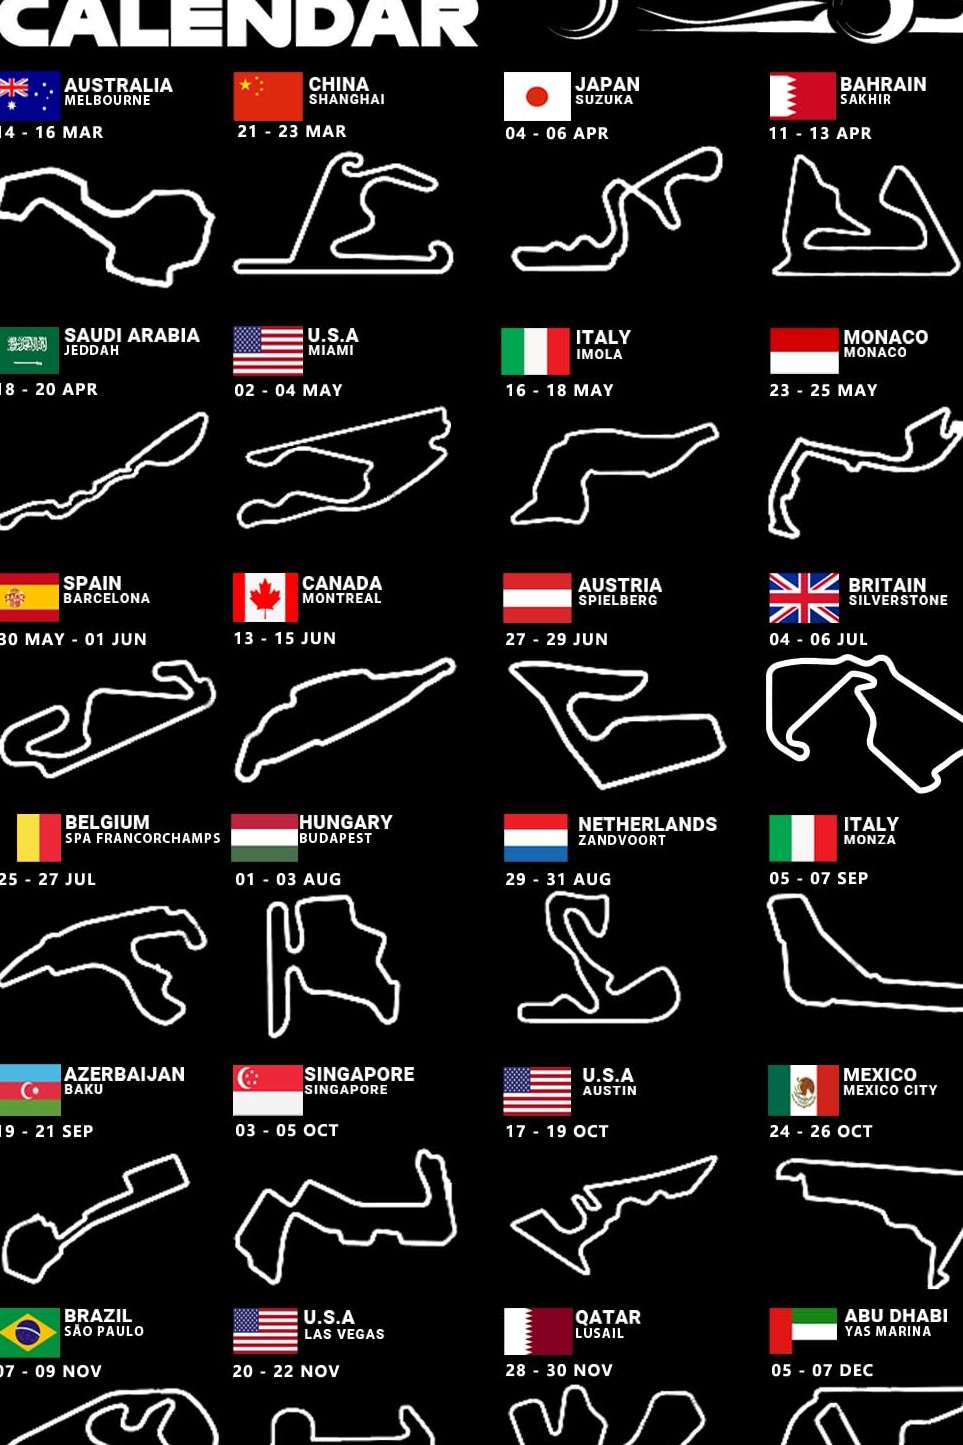 CALENDAR
AUSTRALIA
MELBOURNE
14 - 16 MAR
CHINA
SHANGHAI
21 - 23 MAR
JAPAN
SUZUKA
04 - 06 APR
BAHRAIN
SAKHIR
11 - 13 APR
SAUDI ARABIA
JEDDAH
18 - 20 APR
U.S.A
MIAMI
02 - 04 MAY
ITALY
IMOLA
16 - 18 MAY
MONACO
MONACO
23 - 25 MAY
SPAIN
BARCELONA
30 MAY - 01 JUN
CANADA
MONTREAL
13 - 15 JUN
AUSTRIA
SPIELBERG
27 - 29 JUN
BRITAIN
SILVERSTONE
04 - 06 JUL
BELGIUM
SPA FRANCORCHAMPS
25 - 27 JUL
HUNGARY
BUDAPEST
01 - 03 AUG
NETHERLANDS
ZANDVOORT
29 - 31 AUG
ITALY
MONZA
05 - 07 SEP
AZERBAIJAN
BAKU
19 - 21 SEP
SINGAPORE
SINGAPORE
03 - 05 OCT
U.S.A
AUSTIN
17 - 19 OCT
MEXICO
MEXICO CITY
24 - 26 OCT
BRAZIL
SÃO PAULO
07 - 09 NOV
U.S.A
LAS VEGAS
20 - 22 NOV
QATAR
LUSAIL
28 - 30 NOV
ABU DHABI
YAS MARINA
05 - 07 DEC